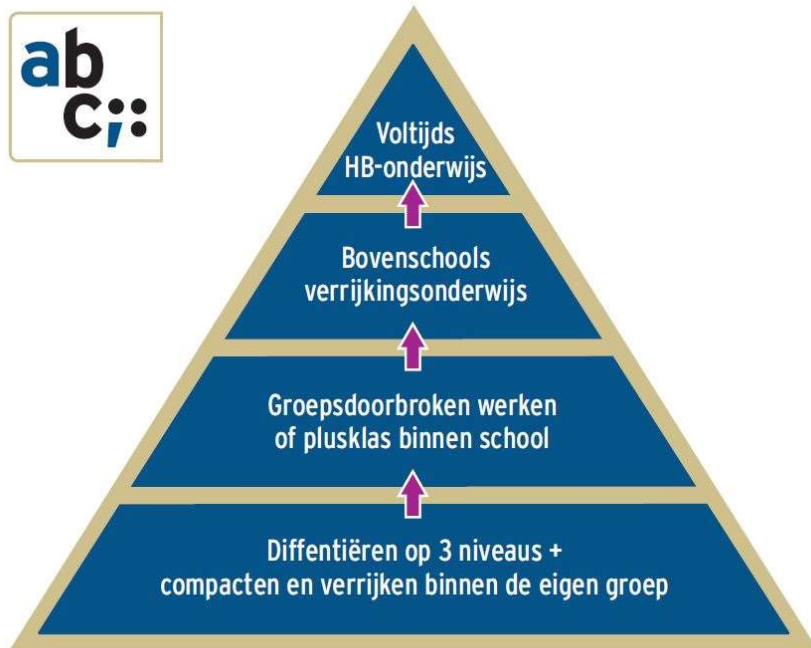 ab
c;:
Voltijds
HB-onderwijs
Bovenschools
verrijkingsonderwijs
Groepsdoorbroken werken
of plusklas binnen school
Diffentiëren op 3 niveaus +
compacten en verrijken binnen de eigen groep